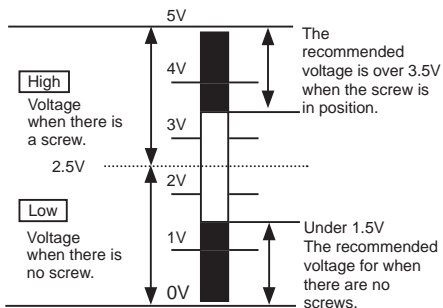 5V
The
recommended
voltage is over 3.5V
when the screw is
in position.
4V
High
Voltage
when there is
a screw.
3V
2.5V
2V
Low
Voltage
when there is
no screw.
1V
Under 1.5V
The recommended
voltage for when
there are no
screws.
0V